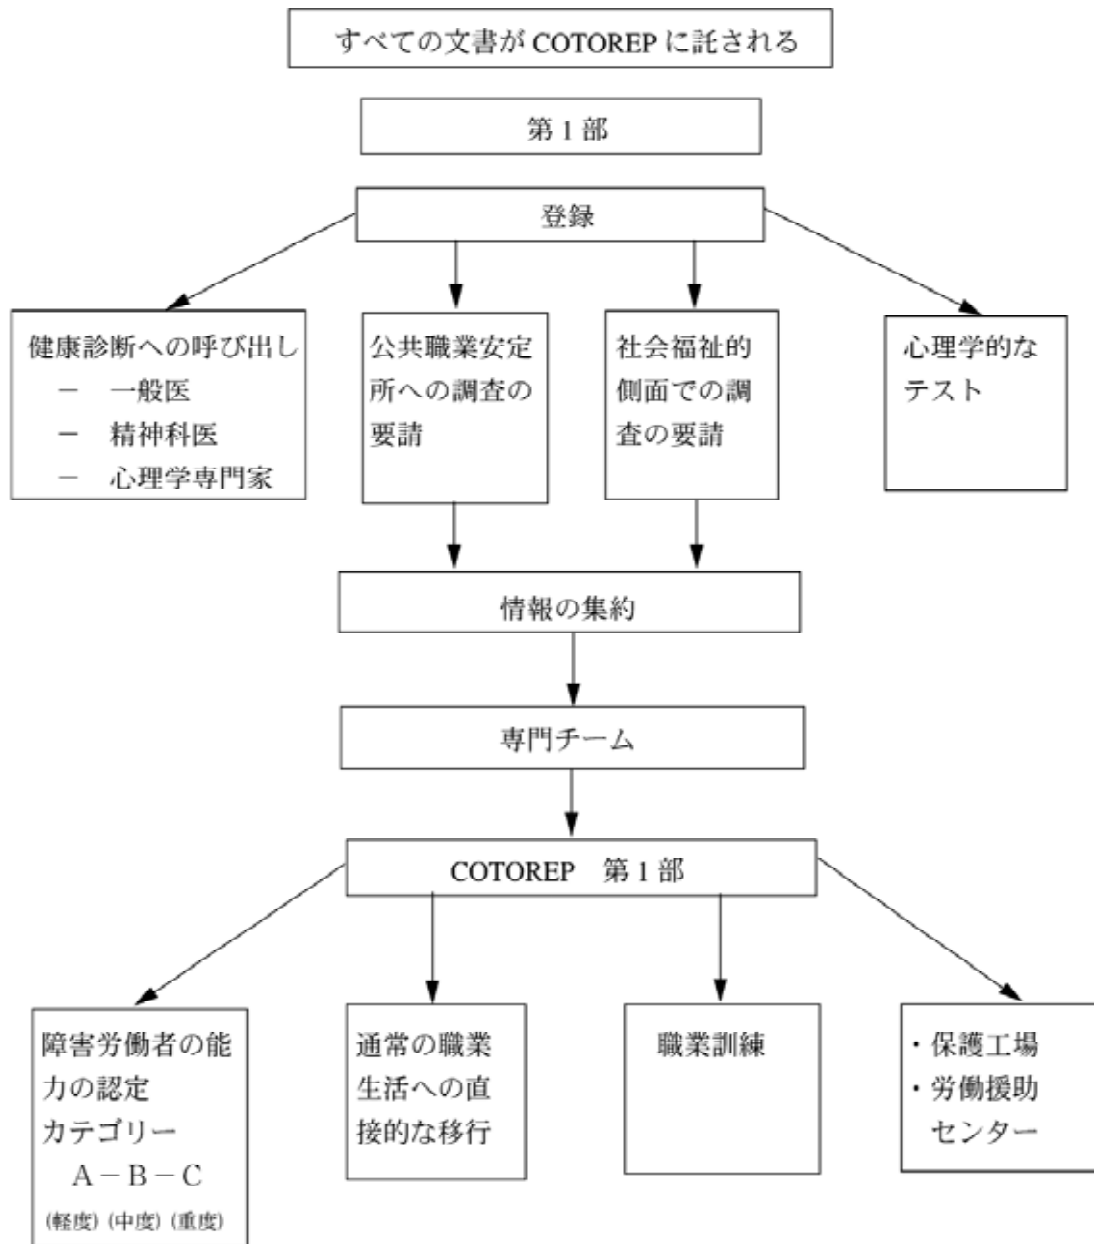 すべての文書が COTOREP に託される
第 1 部
登録
健康診断への呼び出し
－　一般医
－　精神科医
－　心理学専門家
公共職業安定
所への調査の
要請
社会福祉的
側面での調
査の要請
心理学的な
テスト
情報の集約
専門チーム
COTOREP　第 1 部
障害労働者の能
力の認定
カテゴリー
A－B－C
(軽度) (中度) (重度)
通常の職業
生活への直
接的な移行
職業訓練
・保護工場
・労働援助
センター